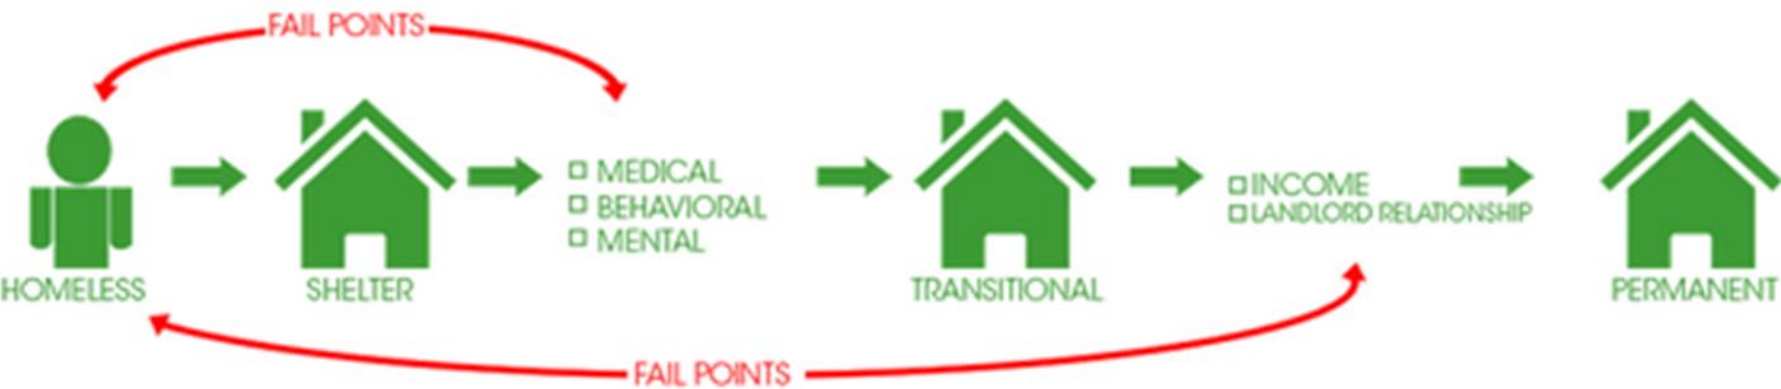 FAIL POINTS
MEDICAL
BEHAVIORAL
MENTAL
INCOME
LANDLORD RELATIONSHIP
HOMELESS
SHELTER
TRANSITIONAL
PERMANENT
FAIL POINTS